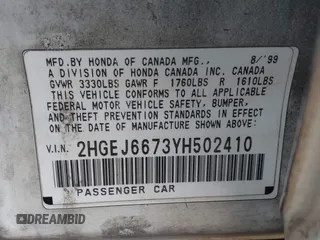 MFD.BY HONDA OF CANADA MFG., 8/'99
A DIVISION OF HONDA CANADA INC. CANADA
GVWR 3330LBS GAWR F 1760LBS R 1610LBS
THIS VEHICLE CONFORMS TO ALL APPLICABLE
FEDERAL MOTOR VEHICLE SAFETY, BUMPER,
AND THEFT PREVENTION STANDARDS IN EFFECT
ON THE DATE OF MANUFACTURE SHOWN ABOVE.
V.I.N. 2HGEJ6673YH502410
PASSENGER CAR
DREAMBID